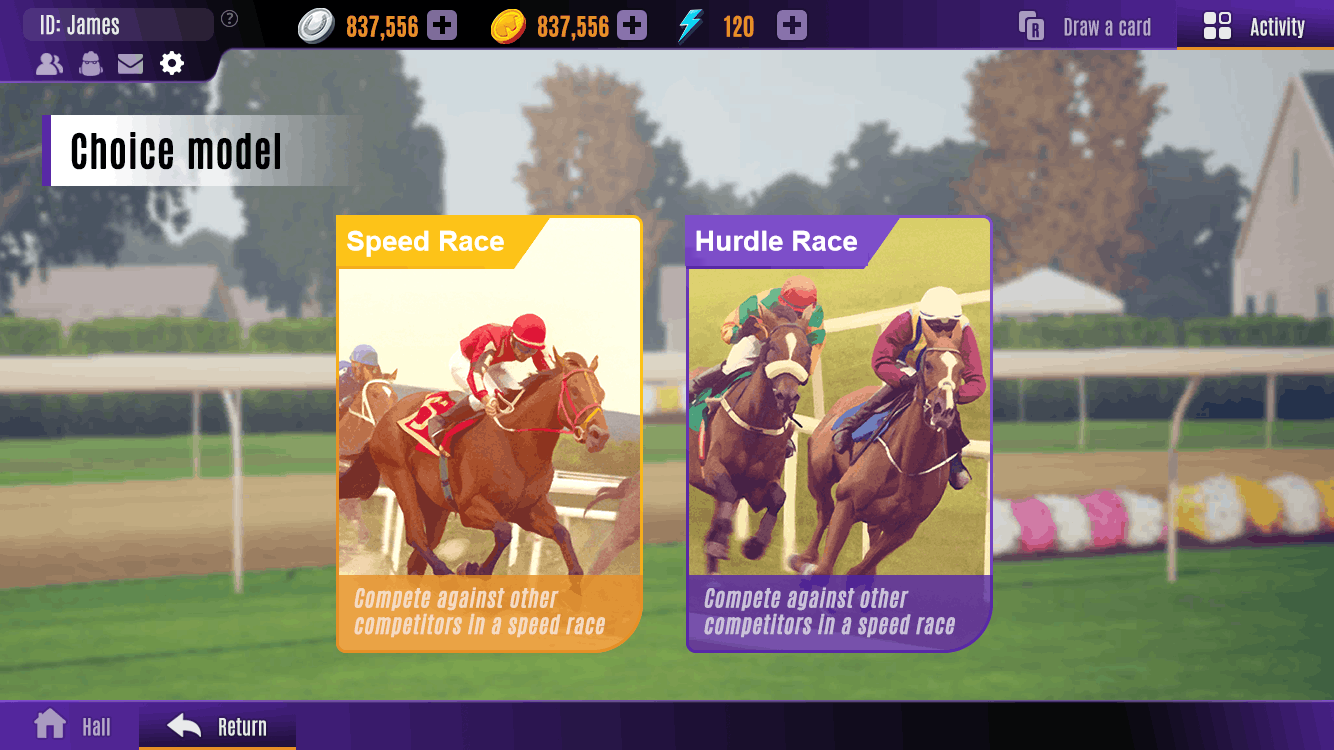 ID: James
?
837,556
837,556
120
R
Draw a card
Activity
Choice model
Speed Race
Hurdle Race
Compete against other
competitors in a speed race
Compete against other
competitors in a speed race
Hall
Return